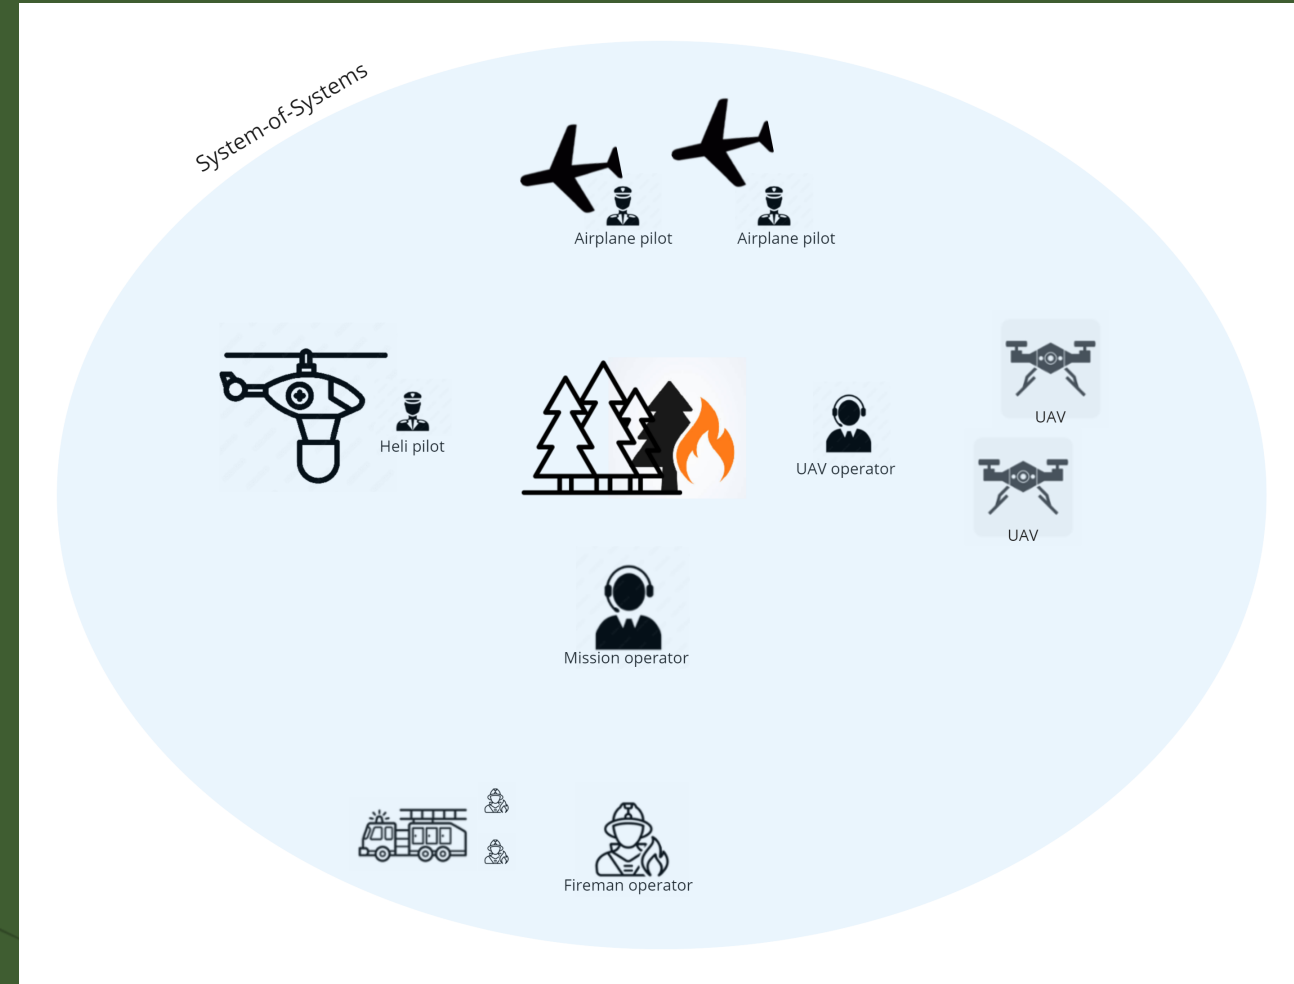 System-of-Systems
Airplane pilot
Airplane pilot
Heli pilot
UAV
UAV operator
UAV
Mission operator
Fireman operator